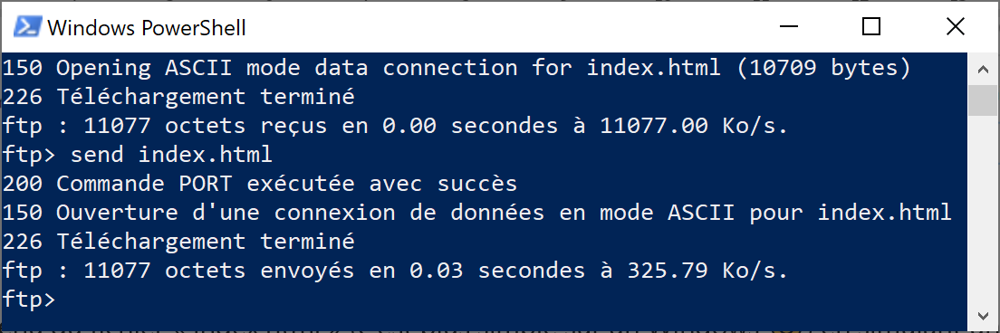 Windows PowerShell
150 Opening ASCII mode data connection for index.html (10709 bytes)
226 Téléchargement terminé
ftp : 11077 octets reçus en 0.00 secondes à 11077.00 Ko/s.
ftp> send index.html
200 Commande PORT exécutée avec succès
150 Ouverture d'une connexion de données en mode ASCII pour index.html
226 Téléchargement terminé
ftp : 11077 octets envoyés en 0.03 secondes à 325.79 Ko/s.
ftp>